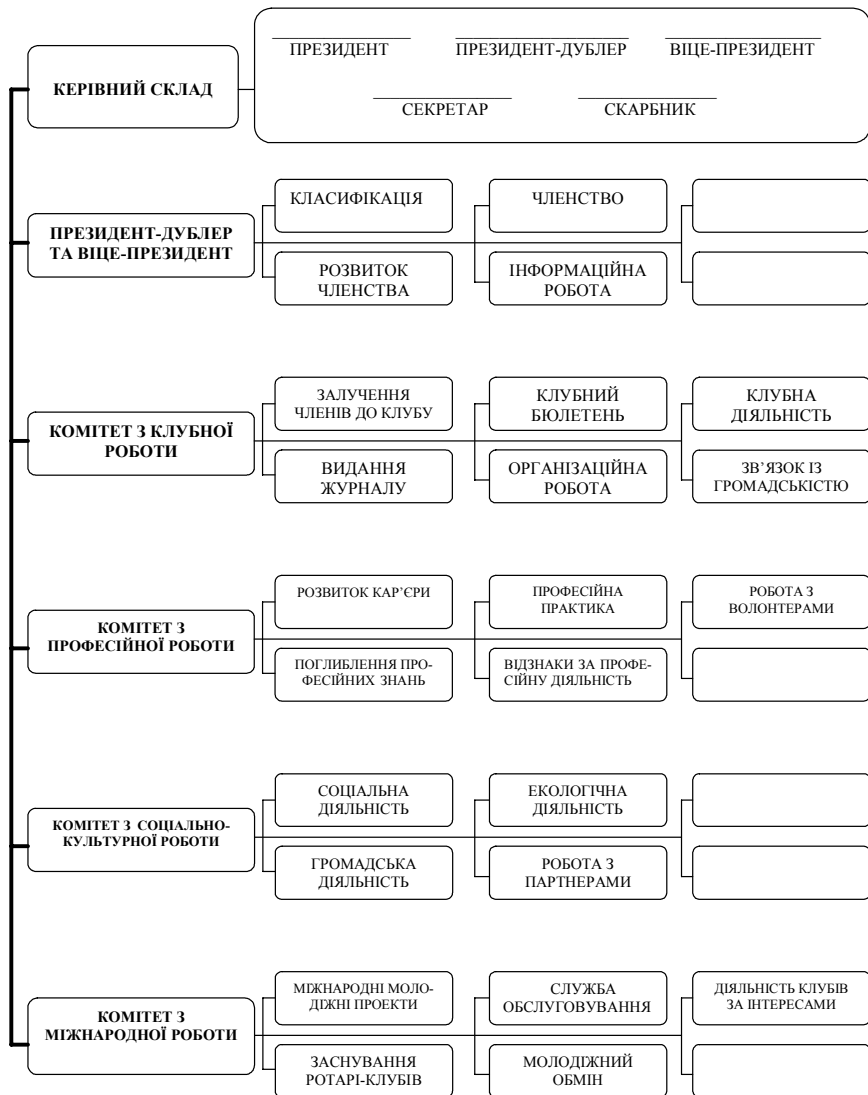 ПРЕЗИДЕНТ ПРЕЗИДЕНТ-ДУБЛЕР ВІЦЕ-ПРЕЗИДЕНТ
КЕРІВНИЙ СКЛАД
СЕКРЕТАР СКАРБНИК
КЛАСИФІКАЦІЯ ЧЛЕНСТВО
ПРЕЗИДЕНТ-ДУБЛЕР
ТА ВІЦЕ-ПРЕЗИДЕНТ
РОЗВИТОК
ЧЛЕНСТВА
ІНФОРМАЦІЙНА
РОБОТА
ЗАЛУЧЕННЯ
ЧЛЕНІВ ДО КЛУБУ
КЛУБНИЙ
БЮЛЕТЕНЬ
КЛУБНА
ДІЯЛЬНІСТЬ
КОМІТЕТ З КЛУБНОЇ
РОБОТИ
ВИДАННЯ
ЖУРНАЛУ
ОРГАНІЗАЦІЙНА
РОБОТА
ЗВ’ЯЗОК ІЗ
ГРОМАДСЬКІСТЮ
РОЗВИТОК КАР’ЄРИ
ПРОФЕСІЙНА
ПРАКТИКА
РОБОТА З
ВОЛОНТЕРАМИ
КОМІТЕТ З
ПРОФЕСІЙНОЇ РОБОТИ
ПОГЛИБЛЕННЯ ПРО-
ФЕСІЙНИХ ЗНАНЬ
ВІДЗНАКИ ЗА ПРОФЕ-
СІЙНУ ДІЯЛЬНІСТЬ
СОЦІАЛЬНА
ДІЯЛЬНІСТЬ
ЕКОЛОГІЧНА
ДІЯЛЬНІСТЬ
КОМІТЕТ З СОЦІАЛЬНО-
КУЛЬТУРНОЇ РОБОТИ
ГРОМАДСЬКА
ДІЯЛЬНІСТЬ
РОБОТА З
ПАРТНЕРАМИ
МІЖНАРОДНІ МОЛО-
ДІЖНІ ПРОЕКТИ
СЛУЖБА
ОБСЛУГОВУВАННЯ
ДІЯЛЬНІСТЬ КЛУБІВ
ЗА ІНТЕРЕСАМИ
КОМІТЕТ З
МІЖНАРОДНОЇ РОБОТИ
ЗАСНУВАННЯ
РОТАРІ-КЛУБІВ
МОЛОДІЖНИЙ
ОБМІН